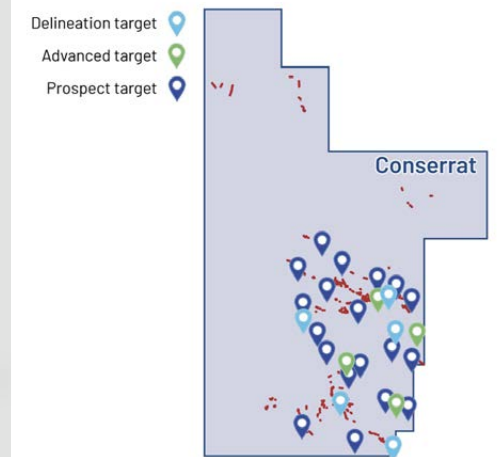 Delineation target
Advanced target
Prospect target
Conserrat